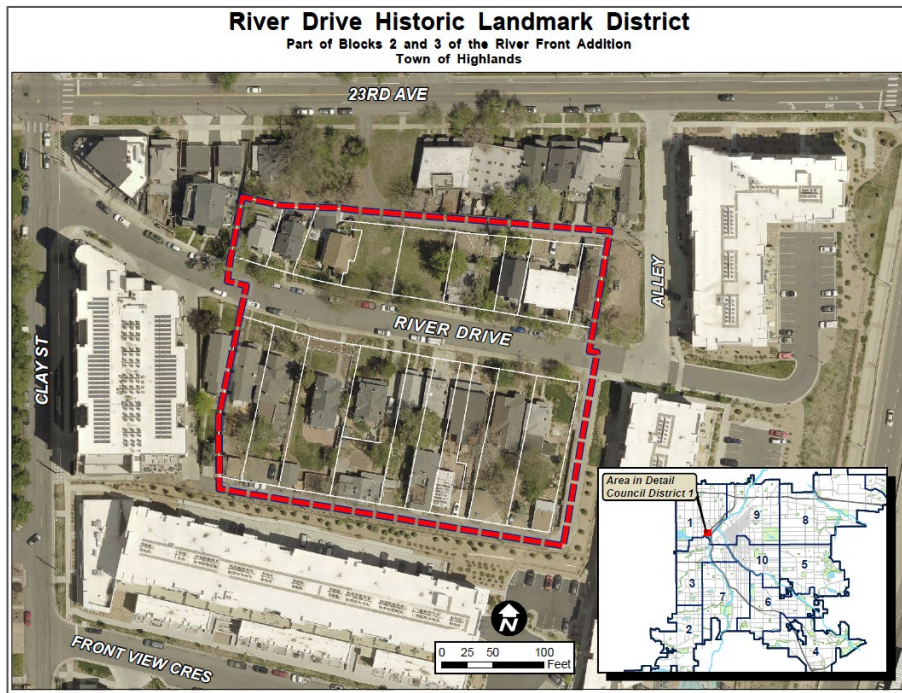 River Drive Historic Landmark District
Part of Blocks 2 and 3 of the River Front Addition
Town of Highlands
23RD AVE
ALLEY
RIVER DRIVE
CLAY ST
FRONT VIEW CRES
N
0 25 50 100
Feet
Area in Detail
Council District 1
1
9
8
10
5
3
7
6
2
4